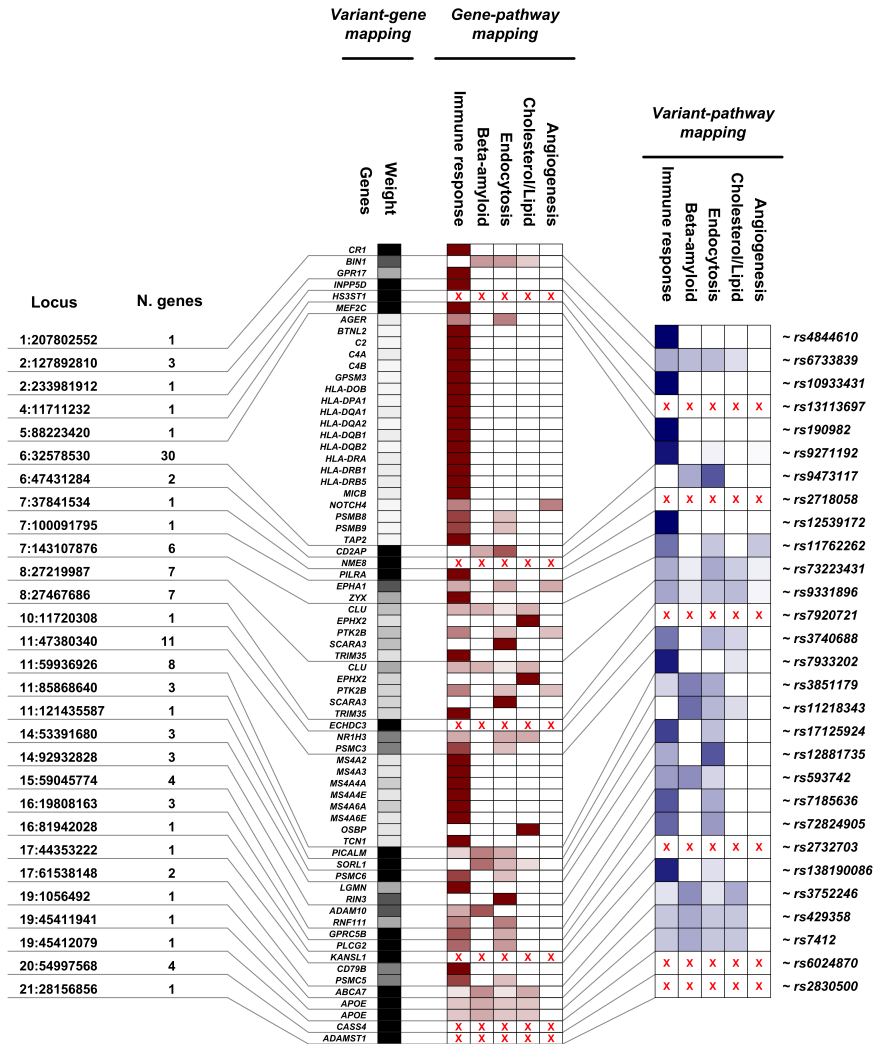 Variant-gene mapping
Gene-pathway mapping
Variant-pathway mapping
Genes
Weight
Immune response
Beta-amyloid
Endocytosis
Cholesterol/Lipid
Angiogenesis
Immune response
Beta-amyloid
Endocytosis
Cholesterol/Lipid
Angiogenesis
Locus N. genes
1:207802552 1
2:127892810 3
2:233981912 1
4:11711232 1
5:88223420 1
6:32578530 30
6:47431284 2
7:37841534 1
7:100091795 1
7:143107876 6
8:27219987 7
8:27467686 7
10:11720308 1
11:47380340 11
11:59936926 8
11:85868640 3
11:121435587 1
14:53391680 3
14:92932828 3
15:59045774 4
16:19808163 3
16:81942028 1
17:44353222 1
17:61538148 2
19:1056492 1
19:45411941 1
19:45412079 1
20:54997568 4
21:28156856 1
CR1
BIN1
GPR17
INPP5D
HS3ST1 X X X X X
MEF2C
AGER
BTNL2
C2
C4A
C4B
GPSM3
HLA-DOB
HLA-DPA1
HLA-DQA1
HLA-DQA2
HLA-DQB1
HLA-DQB2
HLA-DRA
HLA-DRB1
HLA-DRB5
MICB
NOTCH4
PSMB8
PSMB9
TAP2
CD2AP
NME8 X X X X X
PILRA
EPHA1
ZYX
CLU
EPHX2
PTK2B
SCARA3
TRIM35
CLU
EPHX2
PTK2B
SCARA3
TRIM35
ECHDC3 X X X X X
NR1H3
PSMC3
MS4A2
MS4A3
MS4A4A
MS4A4E
MS4A6A
MS4A6E
OSBP
TCN1
PICALM
SORL1
PSMC6
LGMN
RIN3
ADAM10
RNF111
GPRC5B
PLCG2
KANSL1 X X X X X
CD79B
PSMC5
ABCA7
APOE
APOE
CASS4 X X X X X
ADAMST1 X X X X X
~ rs4844610
~ rs6733839
~ rs10933431
X X X X X ~ rs13113697
~ rs190982
~ rs9271192
~ rs9473117
X X X X X ~ rs2718058
~ rs12539172
~ rs11762262
~ rs73223431
~ rs9331896
X X X X X ~ rs7920721
~ rs3740688
~ rs7933202
~ rs3851179
~ rs11218343
~ rs17125924
~ rs12881735
~ rs593742
~ rs7185636
~ rs72824905
X X X X X ~ rs2732703
~ rs138190086
~ rs3752246
~ rs429358
~ rs7412
X X X X X ~ rs6024870
X X X X X ~ rs2830500